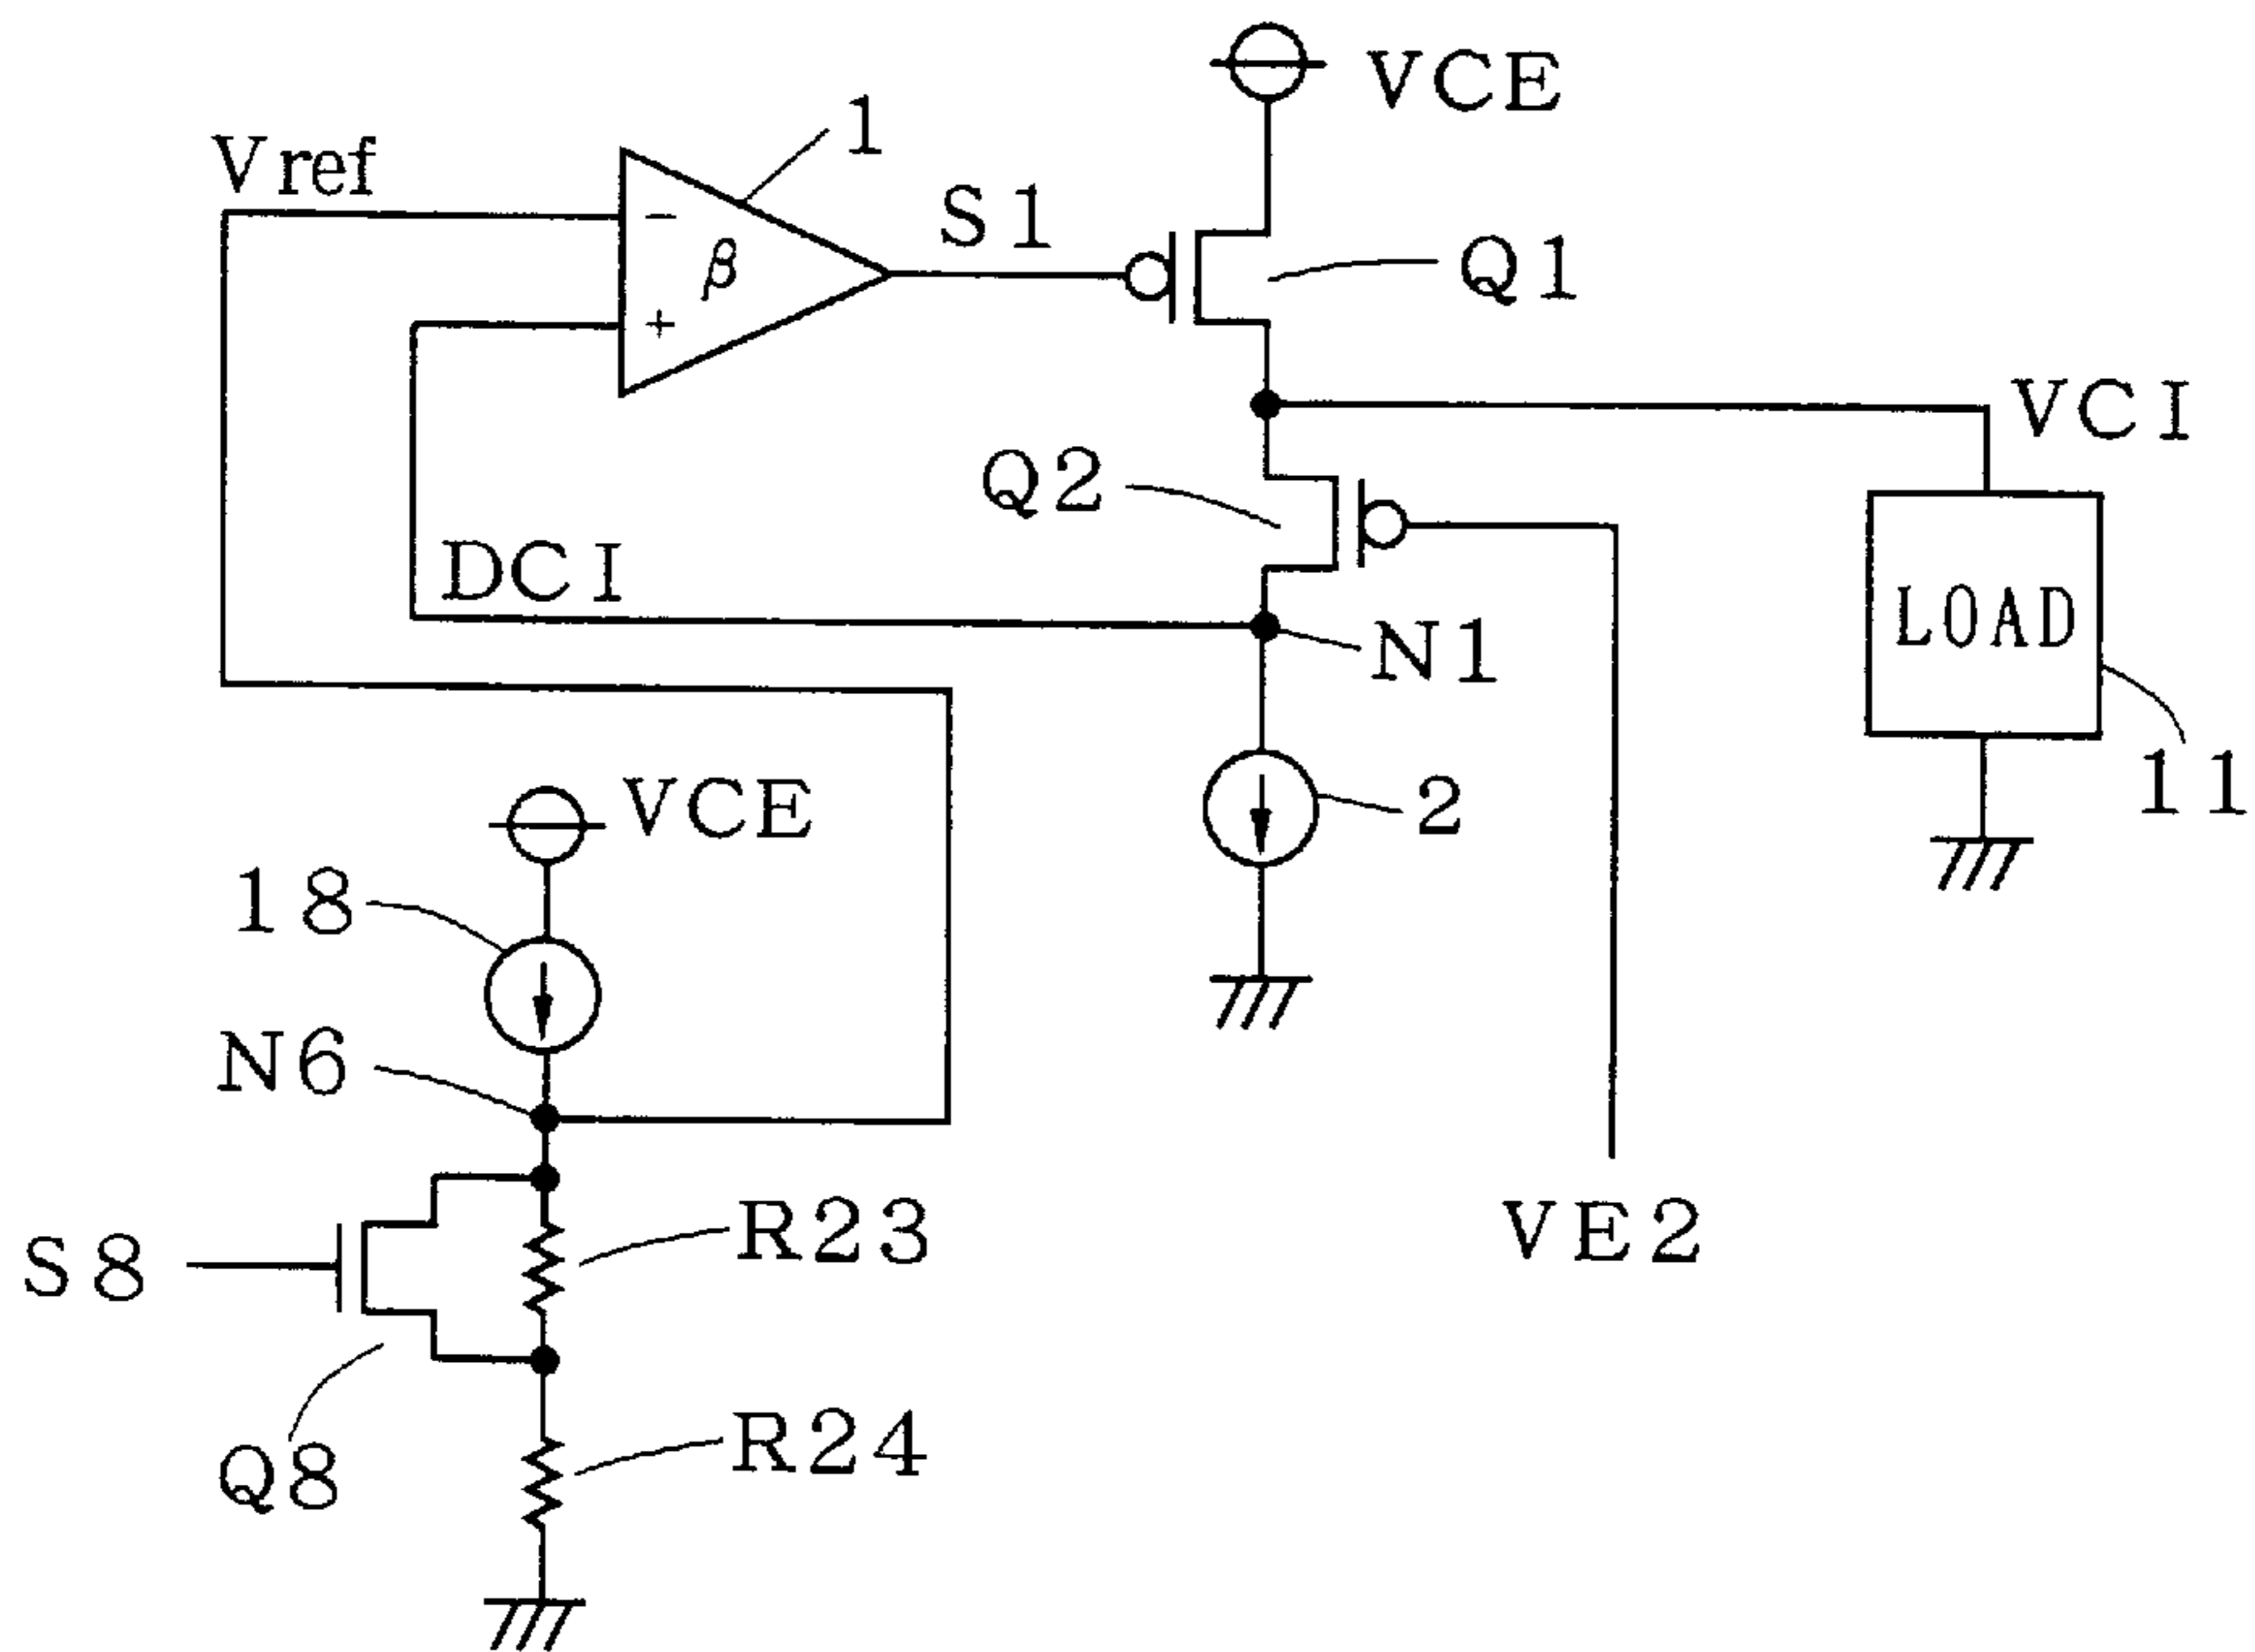 VCE
1
Vref
S1
−
β
+
Q1
VCI
Q2
DCI
LOAD
N1
11
2
VCE
18
N6
R23
VE2
S8
R24
Q8